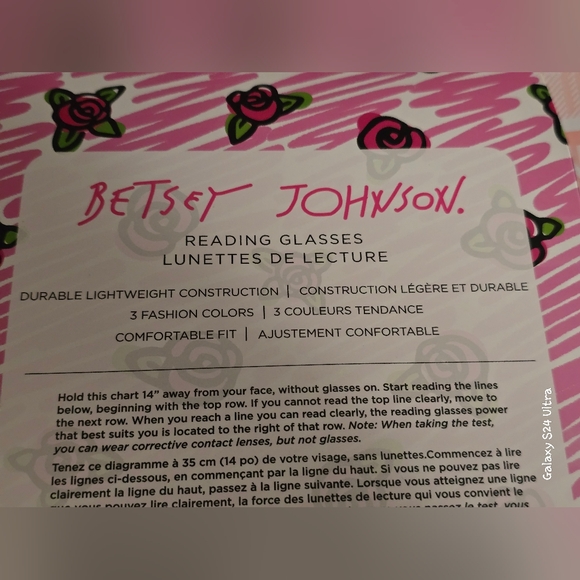 BETSEY JOHNSON.
READING GLASSES
LUNETTES DE LECTURE
DURABLE LIGHTWEIGHT CONSTRUCTION | CONSTRUCTION LÉGÈRE ET DURABLE
3 FASHION COLORS | 3 COULEURS TENDANCE
COMFORTABLE FIT | AJUSTEMENT CONFORTABLE
Hold this chart 14" away from your face, without glasses on. Start reading the lines
below, beginning with the top row. If you cannot read the top line clearly, move to
the next row. When you reach a line you can read clearly, the reading glasses power
that best suits you is located to the right of that row. Note: When taking the test,
you can wear corrective contact lenses, but not glasses.
Tenez ce diagramme à 35 cm (14 po) de votre visage, sans lunettes.Commencez à lire
les lignes ci-dessous, en commençant par la ligne du haut. Si vous ne pouvez pas lire
clairement la ligne du haut, passez à la ligne suivante. Lorsque vous atteignez une ligne
que vous pouvez lire clairement, la force des lunettes de lecture qui vous convient le
passez le test, vous
Galaxy S24 Ultra